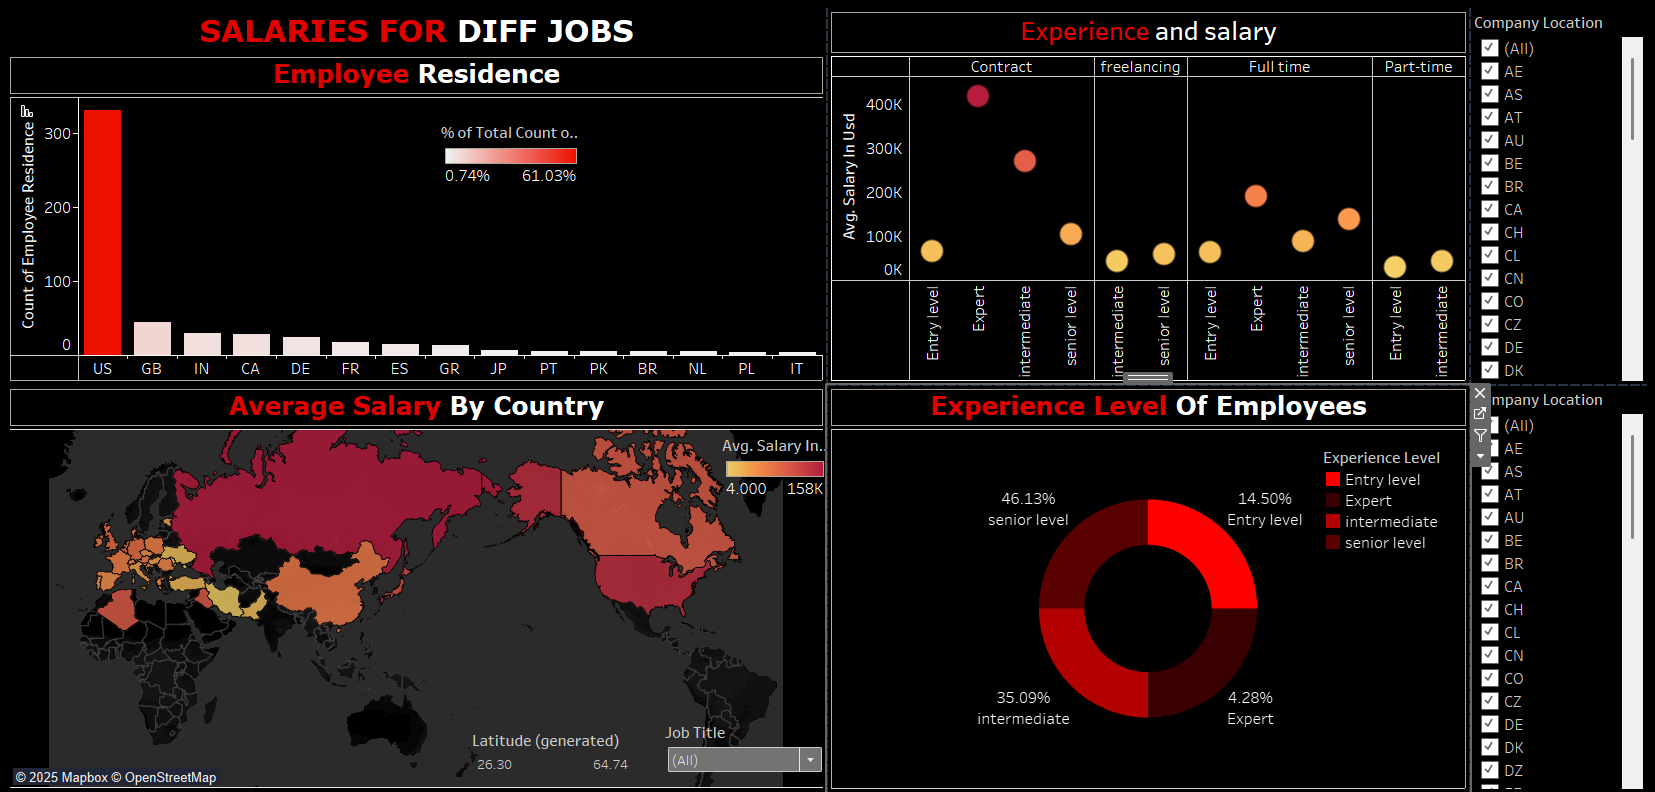 SALARIES FOR DIFF JOBS
Employee Residence
Count of Employee Residence
300
200
100
0
% of Total Count o..
0.74% 61.03%
US GB IN CA DE FR ES GR JP PT PK BR NL PL IT
Experience and salary
Contract freelancing Full time Part-time
Avg. Salary In Usd
400K
300K
200K
100K
0K
Entry level Expert intermediate senior level intermediate senior level Entry level Expert intermediate senior level Entry level intermediate
Company Location
(All)
AE
AS
AT
AU
BE
BR
CA
CH
CL
CN
CO
CZ
DE
DK
Average Salary By Country
Avg. Salary In..
4.000 158K
Latitude (generated)
26.30 64.74
Job Title
(All)
© 2025 Mapbox © OpenStreetMap
Experience Level Of Employees
Experience Level
Entry level
Expert
intermediate
senior level
46.13%
senior level
14.50%
Entry level
35.09%
intermediate
4.28%
Expert
mpany Location
(All)
AE
AS
AT
AU
BE
BR
CA
CH
CL
CN
CO
CZ
DE
DK
DZ